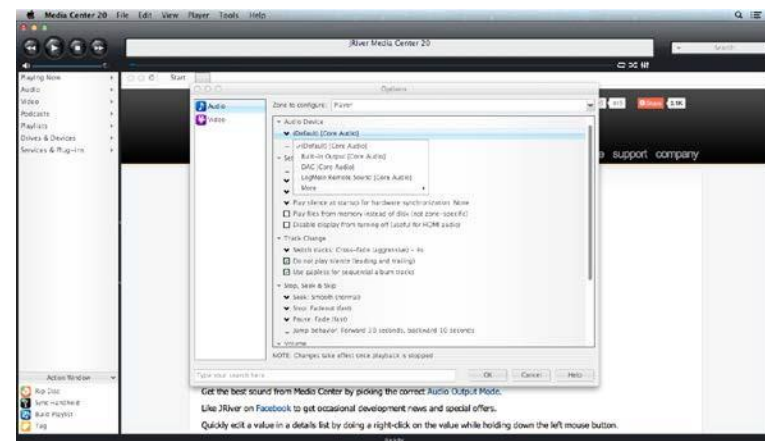 Media Center 20 File Edit View Player Tools Help
JRiver Media Center 20
Search
Playing Now
Audio
Video
Podcasts
Playlists
Drives & Devices
Services & Plug-ins
Start
Options
Audio
Video
Zone to configure: Player
Audio Device
(Default) [Core Audio]
(Default) [Core Audio]
Built-in Output [Core Audio]
DAC [Core Audio]
LogMeIn Remote Sound [Core Audio]
More
Play silence at startup for hardware synchronization: None
Play files from memory instead of disk (not zone-specific)
Disable display from turning off (useful for HDMI audio)
Track Change
Switch tracks: Cross-fade (aggressive) - 4s
Do not play silence (leading and trailing)
Use gapless for sequential album tracks
Stop, Seek & Skip
Seek: Smooth (normal)
Stop: Fadeout (fast)
Pause: Fade (fast)
Jump behavior: Forward 30 seconds, backward 10 seconds
Volume
NOTE: Changes take effect once playback is stopped
Type your search here
OK Cancel Help
Share 1.1K
support company
Action Window
Rip Disc
Sync Handheld
Build Playlist
Tag
Get the best sound from Media Center by picking the correct Audio Output Mode.
Like JRiver on Facebook to get occasional development news and special offers.
Quickly edit a value in a details list by doing a right-click on the value while holding down the left mouse button.
Ready